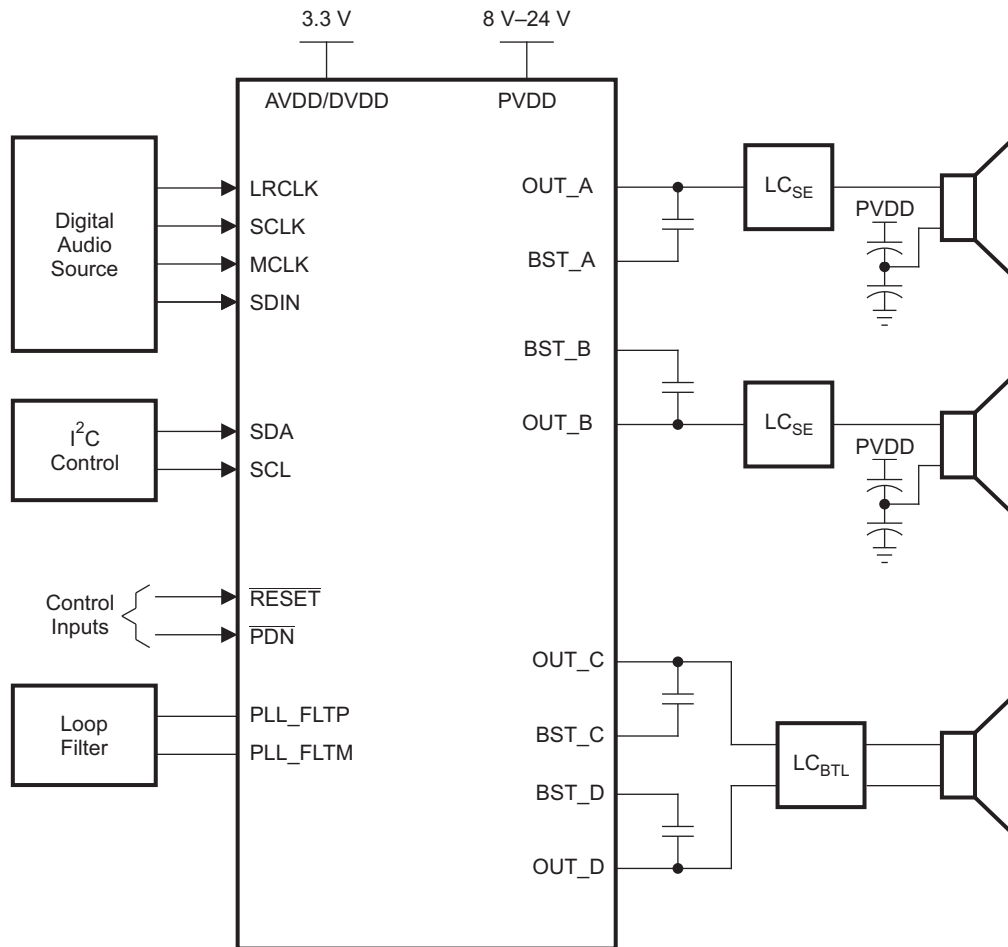 3.3 V
8 V–24 V
AVDD/DVDD
PVDD
Digital
Audio
Source
LRCLK
SCLK
MCLK
SDIN
I²C
Control
SDA
SCL
Control
Inputs
RESET
PDN
Loop
Filter
PLL_FLTP
PLL_FLTM
OUT_A
BST_A
LC_SE
PVDD
BST_B
OUT_B
LC_SE
PVDD
OUT_C
BST_C
BST_D
OUT_D
LC_BTL